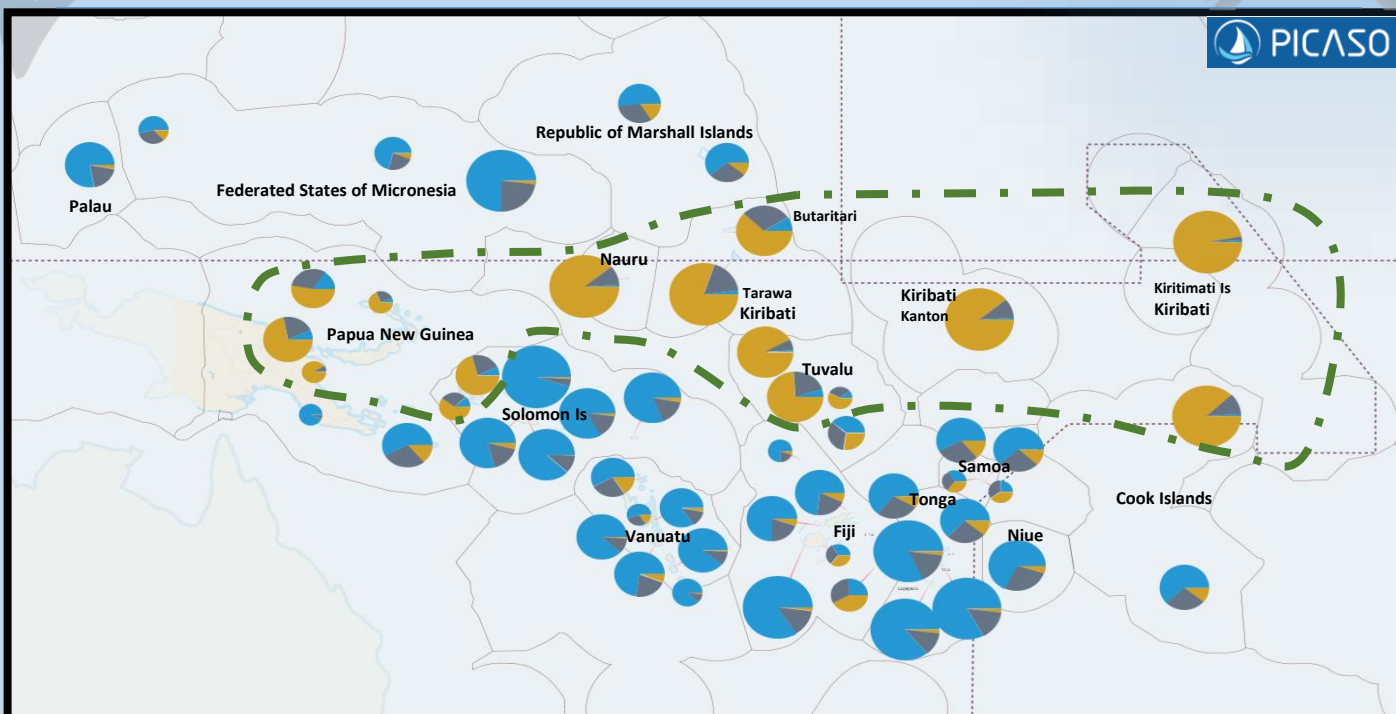 PICASO
Republic of Marshall Islands
Federated States of Micronesia
Palau
Butaritari
Nauru
Tarawa
Kiribati
Kiribati
Kanton
Kiritimati Is
Kiribati
Papua New Guinea
Tuvalu
Solomon Is
Samoa
Tonga
Cook Islands
Fiji
Vanuatu
Niue